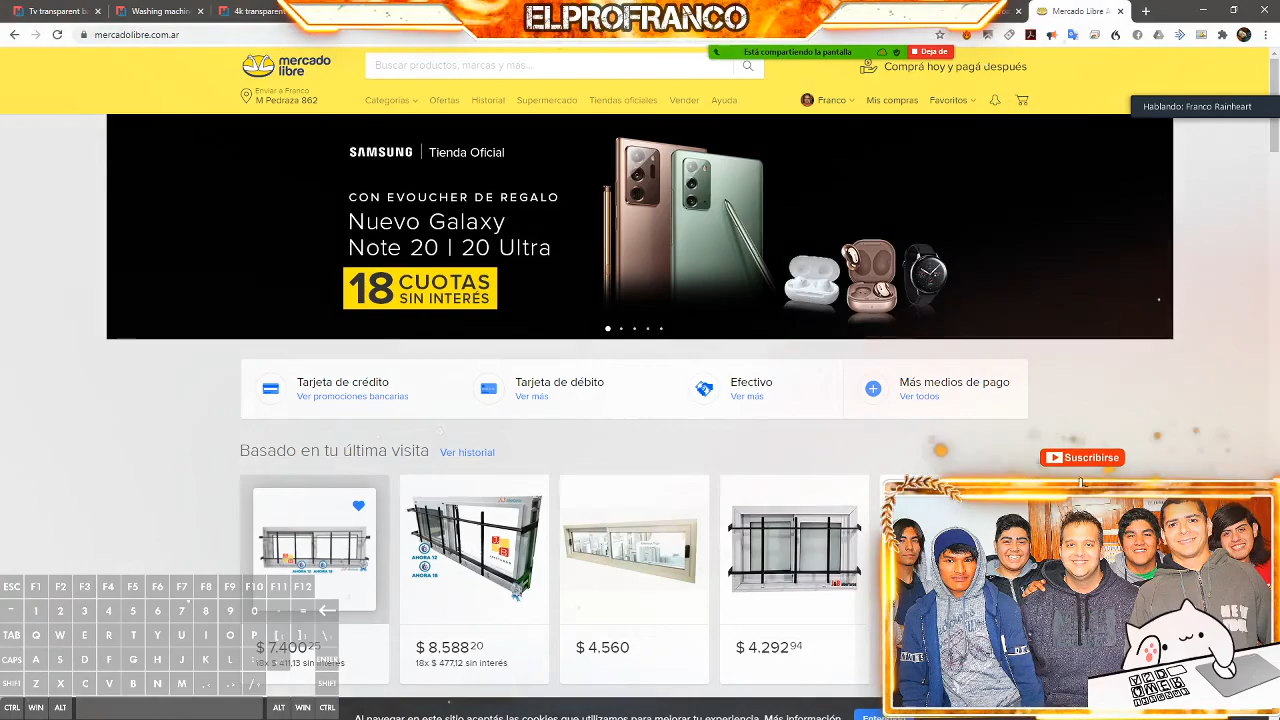 Tv transparent b
Washing machin
4k transparent
ELPROFRANCO
Mercado Libre A
mercadolibre.com.ar
mercado
libre
Buscar productos, marcas y más...
Está compartiendo la pantalla
Deja de
Comprá hoy y pagá después
Enviar a Franco
M Pedraza 862
Categorías
Ofertas
Historial
Supermercado
Tiendas oficiales
Vender
Ayuda
Franco
Mis compras
Favoritos
Hablando: Franco Rainheart
SAMSUNG | Tienda Oficial
CON EVOUCHER DE REGALO
Nuevo Galaxy
Note 20 | 20 Ultra
18 CUOTAS
SIN INTERÉS
Tarjeta de crédito
Ver promociones bancarias
Tarjeta de débito
Ver más
Efectivo
Ver más
Más medios de pago
Ver todos
Basado en tu última visita
Ver historial
Suscribirse
AHORA 12
AHORA 18
$ 7.400 25
18x $ 411,13 sin interés
$ 8.588 20
18x $ 477,12 sin interés
$ 4.560
$ 4.292 94
ESC F1 F2 F3 F4 F5 F6 F7 F8 F9 F10 F11 F12
1 2 3 4 5 6 7 8 9 0 - =
TAB Q W E R T Y U I O P [ ] \
CAPS A S D F G H J K L ; ENTER
SHIFT Z X C V B N M , . / SHIFT
CTRL WIN ALT ALT WIN CTRL
Al navegar en este sitio aceptás las cookies que utilizamos para mejorar tu experiencia. Más información